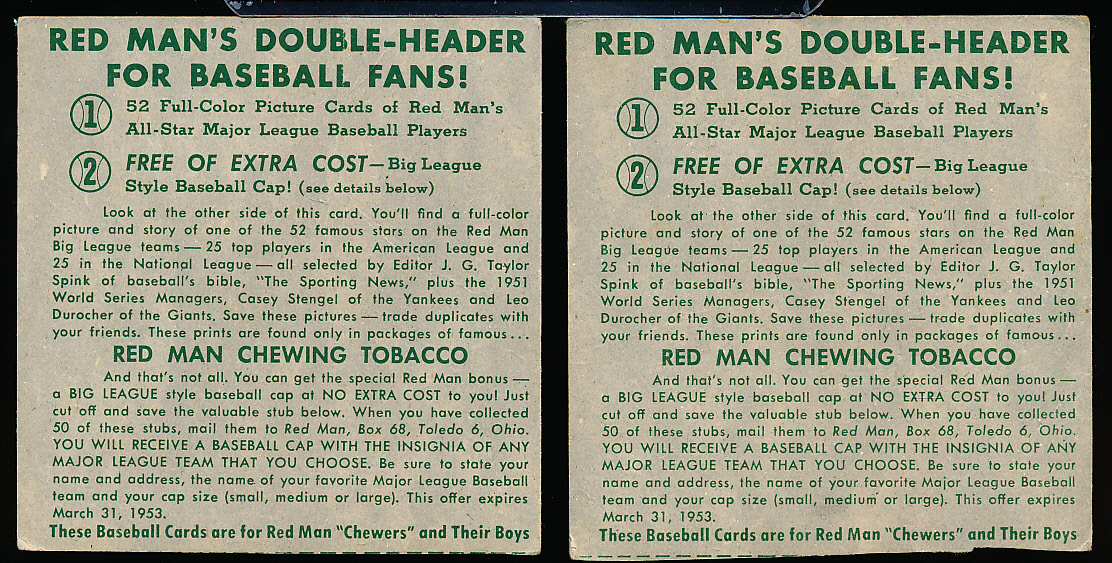 RED MAN'S DOUBLE-HEADER
FOR BASEBALL FANS!
1 52 Full-Color Picture Cards of Red Man's
All-Star Major League Baseball Players
2 FREE OF EXTRA COST—Big League
Style Baseball Cap! (see details below)
Look at the other side of this card. You'll find a full-color
picture and story of one of the 52 famous stars on the Red Man
Big League teams — 25 top players in the American League and
25 in the National League — all selected by Editor J. G. Taylor
Spink of baseball's bible, "The Sporting News," plus the 1951
World Series Managers, Casey Stengel of the Yankees and Leo
Durocher of the Giants. Save these pictures — trade duplicates with
your friends. These prints are found only in packages of famous...
RED MAN CHEWING TOBACCO
And that's not all. You can get the special Red Man bonus —
a BIG LEAGUE style baseball cap at NO EXTRA COST to you! Just
cut off and save the valuable stub below. When you have collected
50 of these stubs, mail them to Red Man, Box 68, Toledo 6, Ohio.
YOU WILL RECEIVE A BASEBALL CAP WITH THE INSIGNIA OF ANY
MAJOR LEAGUE TEAM THAT YOU CHOOSE. Be sure to state your
name and address, the name of your favorite Major League Baseball
team and your cap size (small, medium or large). This offer expires
March 31, 1953.
These Baseball Cards are for Red Man "Chewers" and Their Boys
RED MAN'S DOUBLE-HEADER
FOR BASEBALL FANS!
1 52 Full-Color Picture Cards of Red Man's
All-Star Major League Baseball Players
2 FREE OF EXTRA COST—Big League
Style Baseball Cap! (see details below)
Look at the other side of this card. You'll find a full-color
picture and story of one of the 52 famous stars on the Red Man
Big League teams — 25 top players in the American League and
25 in the National League — all selected by Editor J. G. Taylor
Spink of baseball's bible, "The Sporting News," plus the 1951
World Series Managers, Casey Stengel of the Yankees and Leo
Durocher of the Giants. Save these pictures — trade duplicates with
your friends. These prints are found only in packages of famous...
RED MAN CHEWING TOBACCO
And that's not all. You can get the special Red Man bonus —
a BIG LEAGUE style baseball cap at NO EXTRA COST to you! Just
cut off and save the valuable stub below. When you have collected
50 of these stubs, mail them to Red Man, Box 68, Toledo 6, Ohio.
YOU WILL RECEIVE A BASEBALL CAP WITH THE INSIGNIA OF ANY
MAJOR LEAGUE TEAM THAT YOU CHOOSE. Be sure to state your
name and address, the name of your favorite Major League Baseball
team and your cap size (small, medium or large). This offer expires
March 31, 1953.
These Baseball Cards are for Red Man "Chewers" and Their Boys